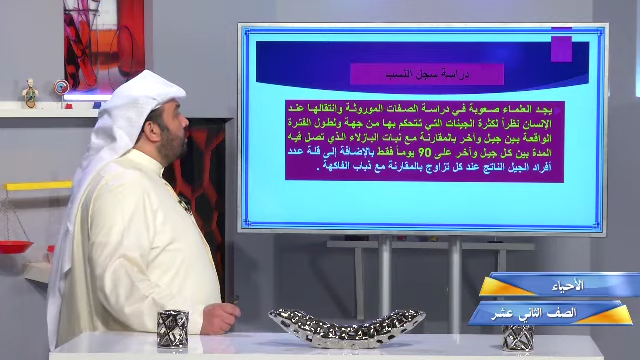 دراسة سجل النسب
يجد العلماء صعوبة في دراسة الصفات الموروثة وانتقالها عند
الإنسان نظراً لكثرة الجينات التي تتحكم بها من جهة ولطول الفترة
الواقعة بين جيل وآخر بالمقارنة مع نبات البازلاء الذي تصل فيه
المدة بين كل جيل وآخر على 90 يوماً فقط بالإضافة إلى قلة عدد
أفراد الجيل الناتج عند كل تزاوج بالمقارنة مع ذباب الفاكهة .
الأحياء
الصف الثاني عشر